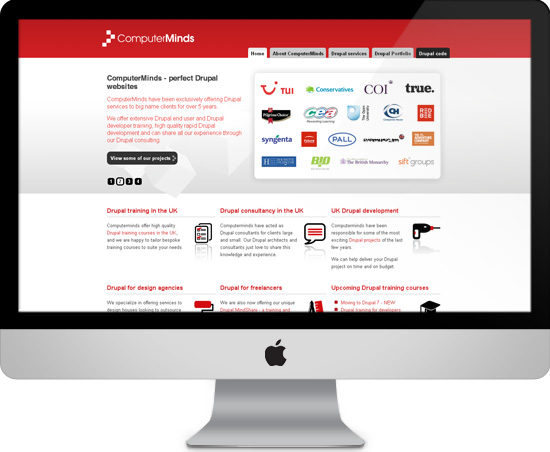 ComputerMinds
Home About ComputerMinds Drupal services Drupal Portfolio Drupal code
ComputerMinds - perfect Drupal
websites
ComputerMinds have been exclusively offering Drupal
services to big name clients for over 5 years.
We offer extensive Drupal end user and Drupal
developer training, high quality rapid Drupal
development and can share all our experience through
our Drupal consulting.
View some of our projects
1 2 3 4
TUI Conservatives COI true.
Pilgrims Choice cea CH RED BEE
syngenta PALL
BiD The British Monarchy sift groups
Drupal training in the UK
Computerminds offer high quality
Drupal training courses in the UK,
and we are happy to tailor bespoke
training courses to suite your needs
Drupal consultancy in the UK
Computerminds have acted as
Drupal consultants for clients large
and small. Our Drupal architects and
consultants just love to share this
knowledge and experience.
UK Drupal development
Computerminds have been
responsible for some of the most
exciting Drupal projects of the last
few years
We can help deliver your Drupal
project on time and on budget.
Drupal for design agencies
We specialize in offering services to
design houses looking to outsource
Drupal for freelancers
We are also now offering our unique
Drupal MindShare - a training and
Upcoming Drupal training courses
Moving to Drupal 7 - NEW
Drupal training for developers